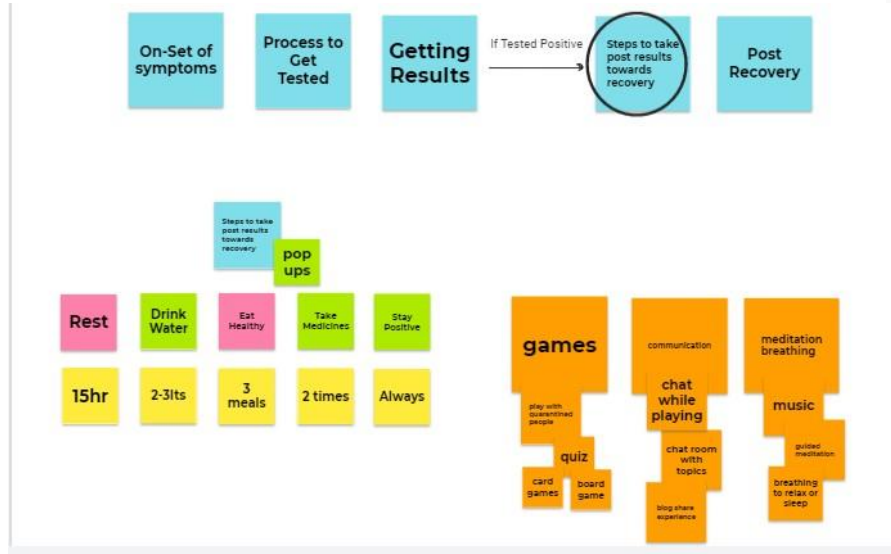 On-Set of
symptoms
Process to
Get
Tested
Getting
Results
If Tested Positive
Steps to take
post results
towards
recovery
Post
Recovery
Steps to take
post results
towards
recovery
pop
ups
Rest
Drink
Water
Eat
Healthy
Take
Medicines
Stay
Positive
15hr
2-3lts
3
meals
2 times
Always
games
play with
quarentined
people
quiz
card
games
board
game
communication
chat
while
playing
chat room
with
topics
blog share
experience
meditation
breathing
music
guided
meditation
breathing
to relax or
sleep